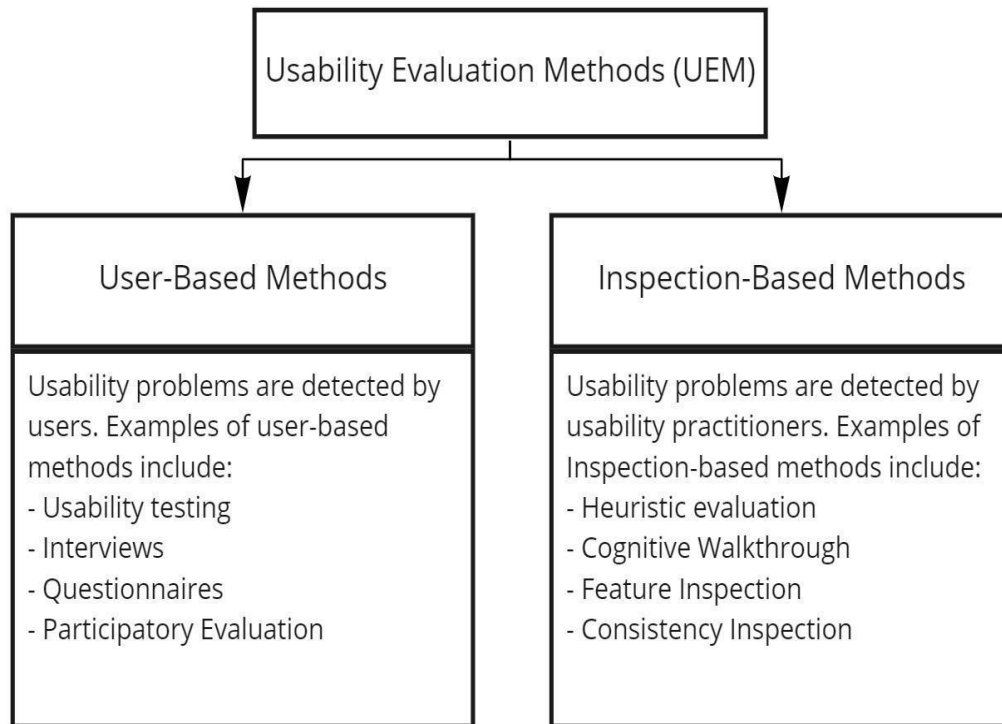 Usability Evaluation Methods (UEM)
User-Based Methods
Usability problems are detected by
users. Examples of user-based
methods include:
- Usability testing
- Interviews
- Questionnaires
- Participatory Evaluation
Inspection-Based Methods
Usability problems are detected by
usability practitioners. Examples of
Inspection-based methods include:
- Heuristic evaluation
- Cognitive Walkthrough
- Feature Inspection
- Consistency Inspection